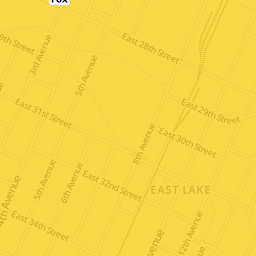 Fox
East 28th Street
9th Street
3rd Avenue
5th Avenue
East 29th Street
East 31st Street
8th Avenue
East 30th Street
5th Avenue
6th Avenue
East 32nd Street
EAST LAKE
4th Avenue
East 34th Street
12th Avenue
Avenue